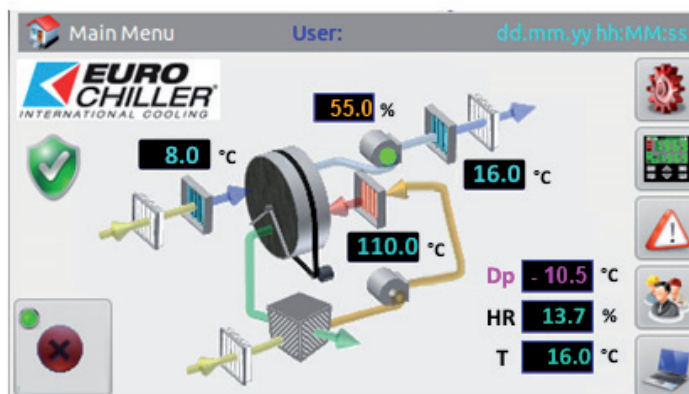 Main Menu User: dd.mm.yy hh:MM:ss
EURO
CHILLER
INTERNATIONAL COOLING
55.0 %
8.0 °C
16.0 °C
110.0 °C
Dp - 10.5 °C
HR 13.7 %
T 16.0 °C